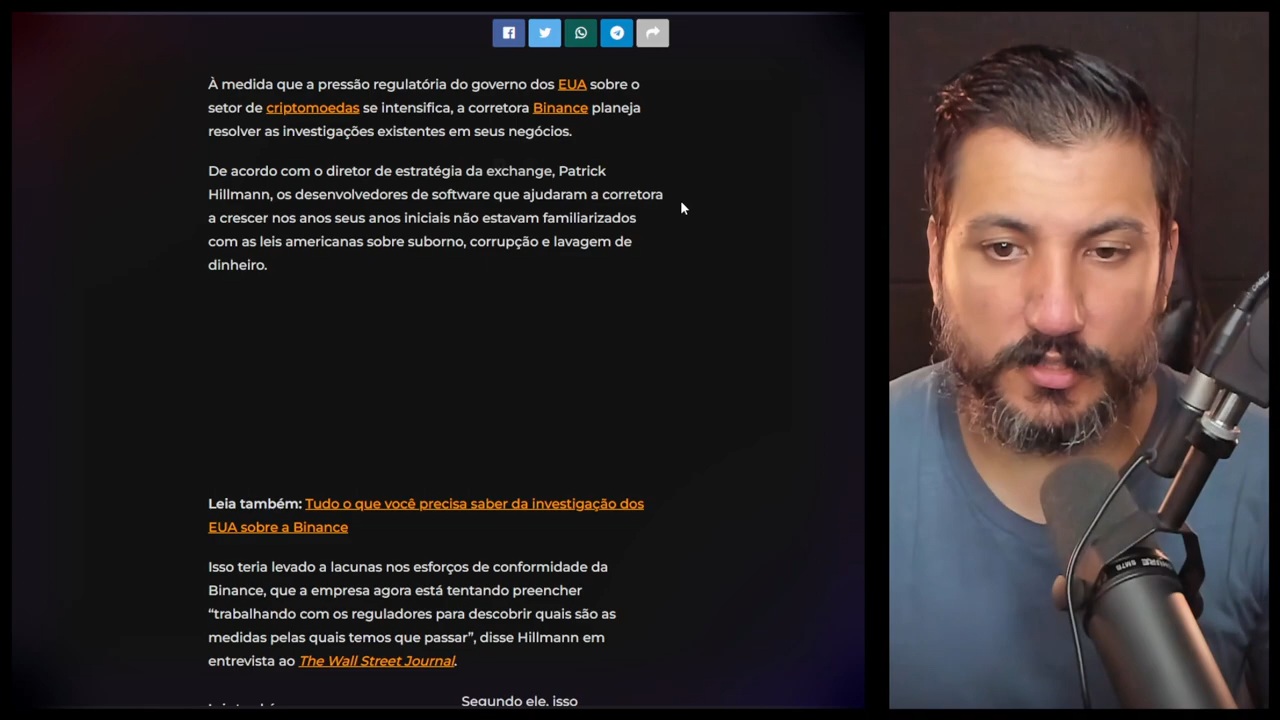 À medida que a pressão regulatória do governo dos EUA sobre o
setor de criptomoedas se intensifica, a corretora Binance planeja
resolver as investigações existentes em seus negócios.
De acordo com o diretor de estratégia da exchange, Patrick
Hillmann, os desenvolvedores de software que ajudaram a corretora
a crescer nos anos seus anos iniciais não estavam familiarizados
com as leis americanas sobre suborno, corrupção e lavagem de
dinheiro.
Leia também: Tudo o que você precisa saber da investigação dos
EUA sobre a Binance
Isso teria levado a lacunas nos esforços de conformidade da
Binance, que a empresa agora está tentando preencher
“trabalhando com os reguladores para descobrir quais são as
medidas pelas quais temos que passar”, disse Hillmann em
entrevista ao The Wall Street Journal.
Segundo ele, isso
SM7B